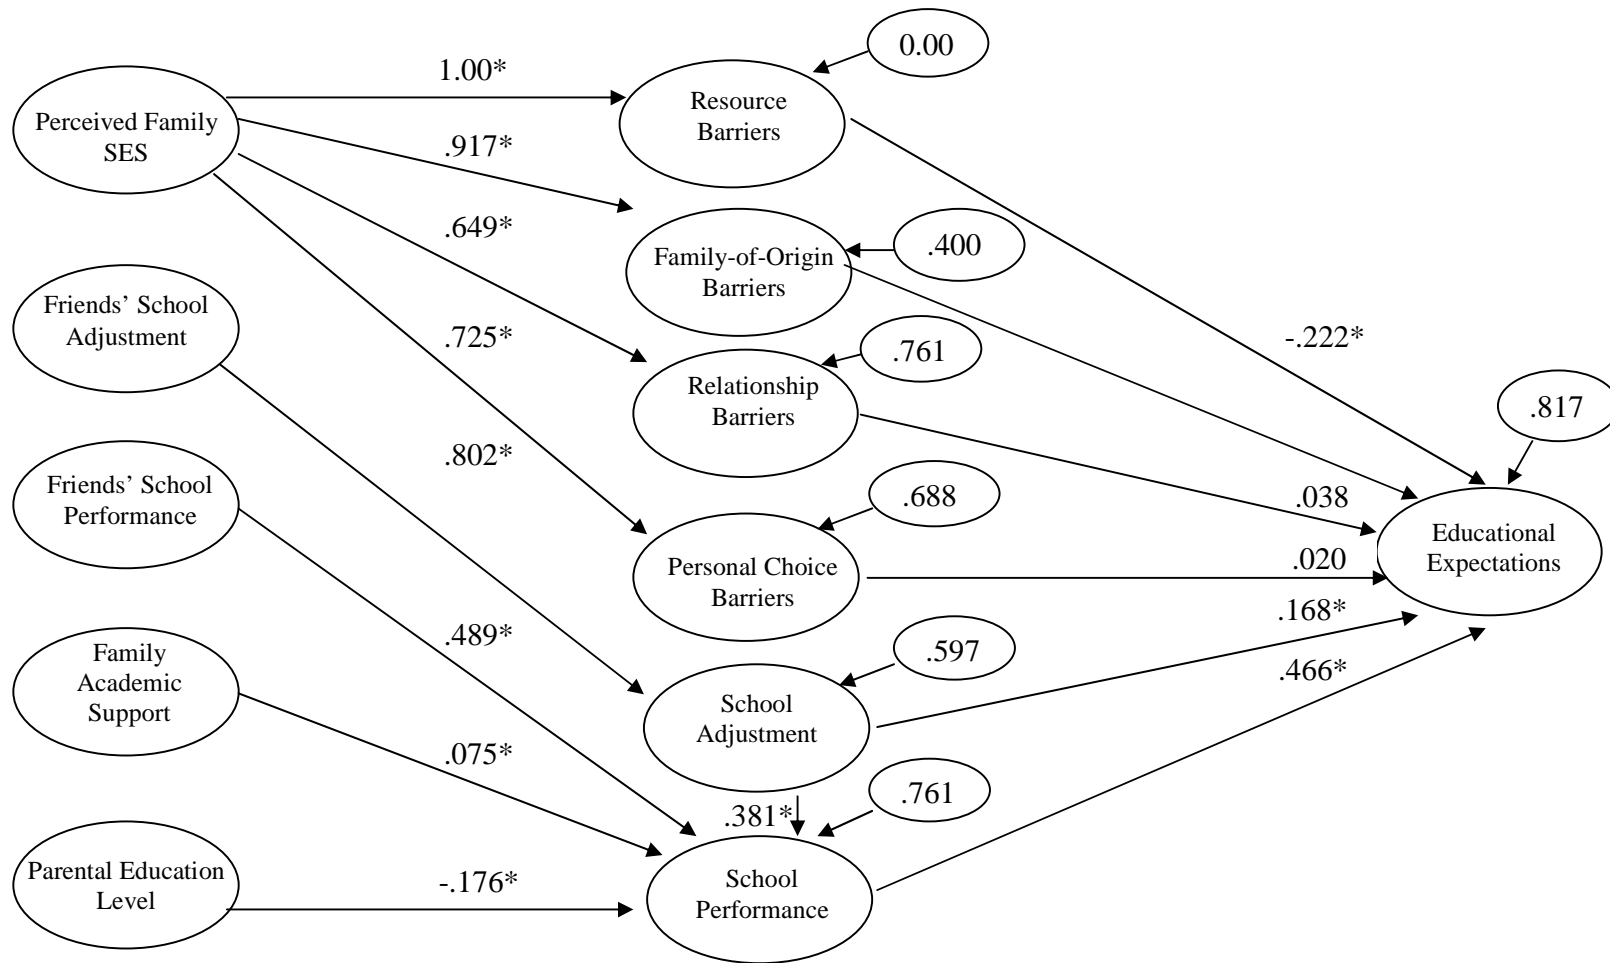 0.00
1.00*
Resource
Barriers
Perceived Family
SES
.917*
.649*
Family-of-Origin
Barriers
.400
Friends' School
Adjustment
.725*
.761
-.222*
Relationship
Barriers
.817
.802*
Friends' School
Performance
.688
.038
Educational
Expectations
Personal Choice
Barriers
.020
.168*
.489*
.597
.466*
Family
Academic
Support
School
Adjustment
.075*
.381*
.761
Parental Education
Level
-.176*
School
Performance